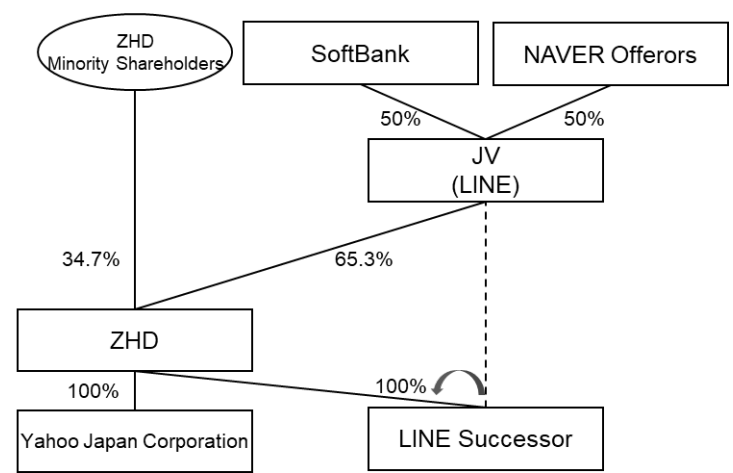 ZHD
Minority Shareholders
SoftBank
NAVER Offerors
50%
50%
JV
(LINE)
34.7%
65.3%
ZHD
100%
100%
Yahoo Japan Corporation
LINE Successor